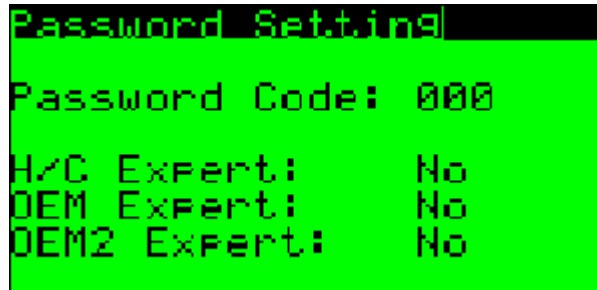 Password Setting
Password Code: 000
H/C Expert: No
OEM Expert: No
OEM2 Expert: No